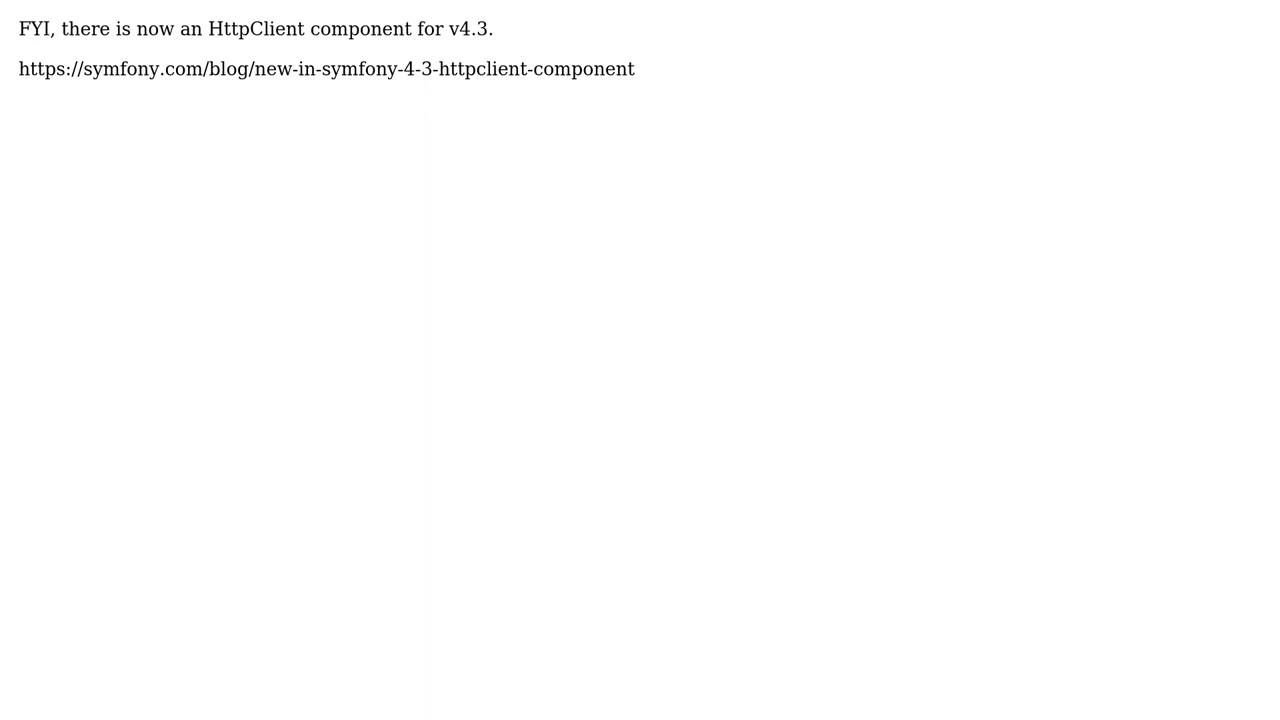 FYI, there is now an HttpClient component for v4.3.
https://symfony.com/blog/new-in-symfony-4-3-httpclient-component